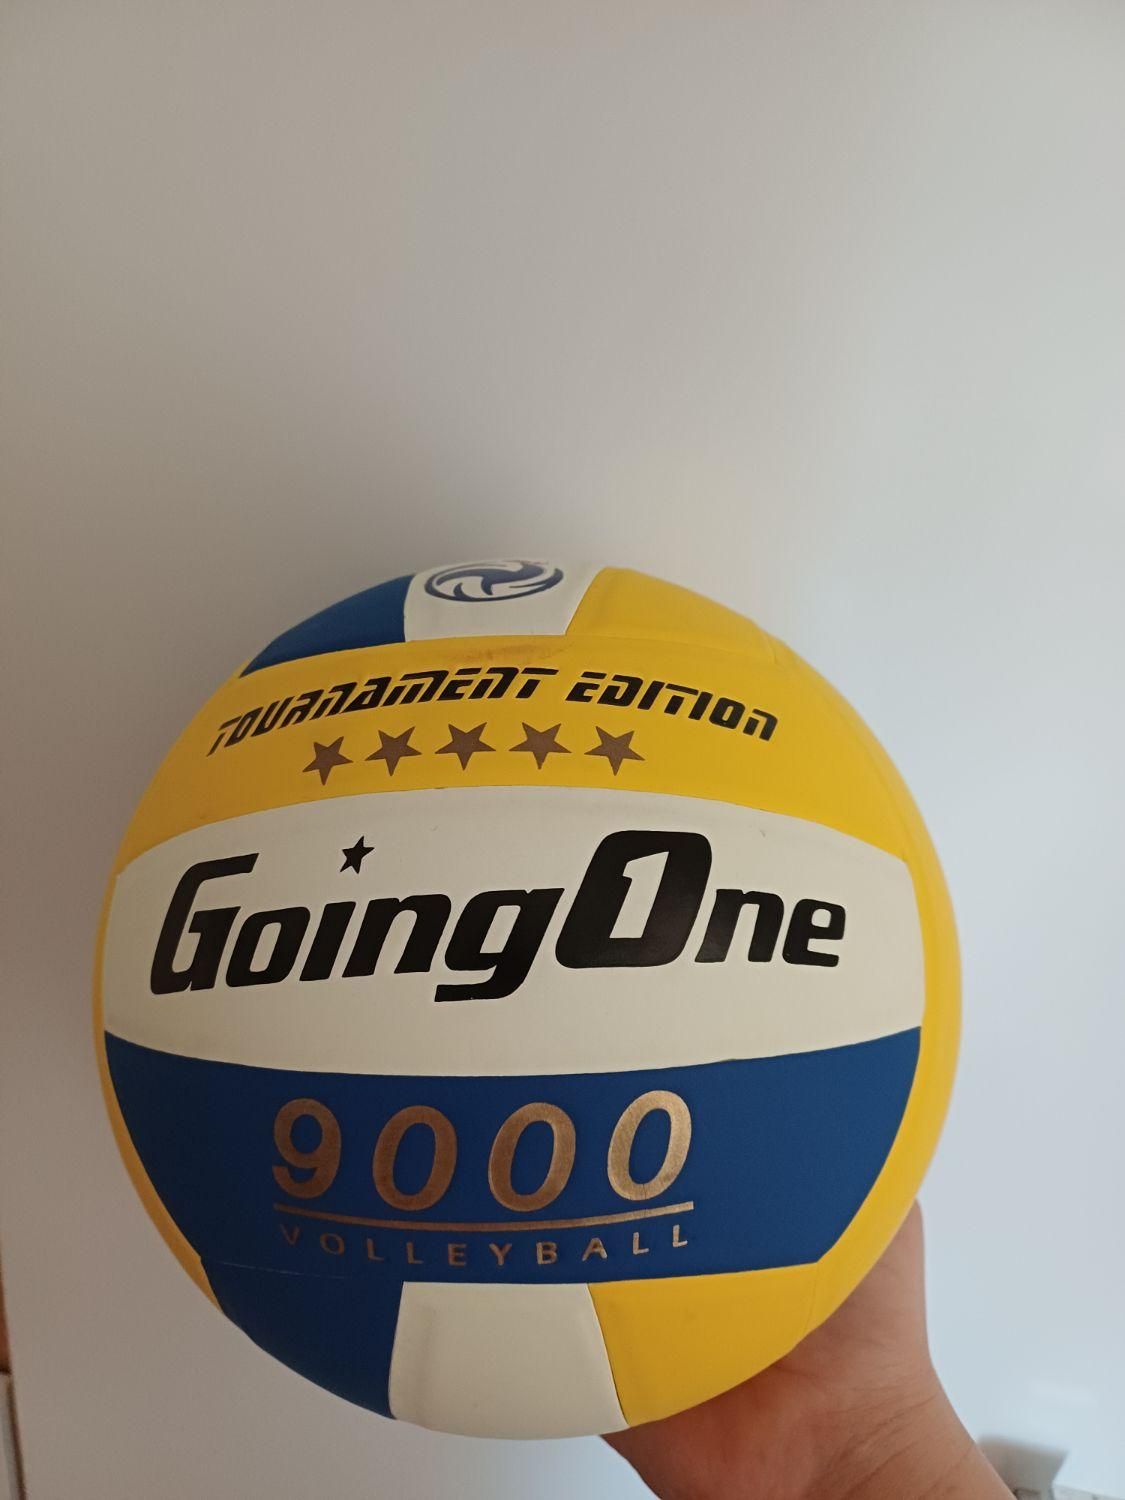 TOURNAMENT EDITION
GoingOne
9000
VOLLEYBALL